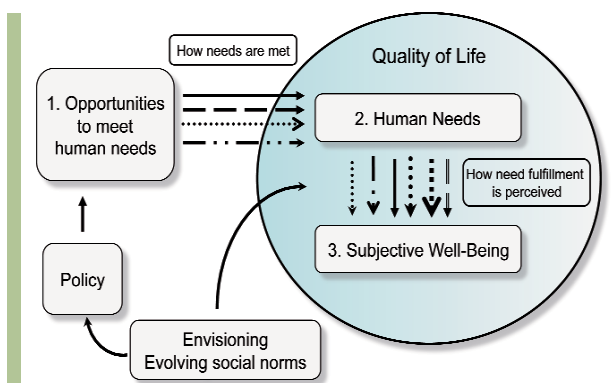 How needs are met
Quality of Life
1. Opportunities
to meet
human needs
2. Human Needs
How need fulfillment
is perceived
3. Subjective Well-Being
Policy
Envisioning
Evolving social norms